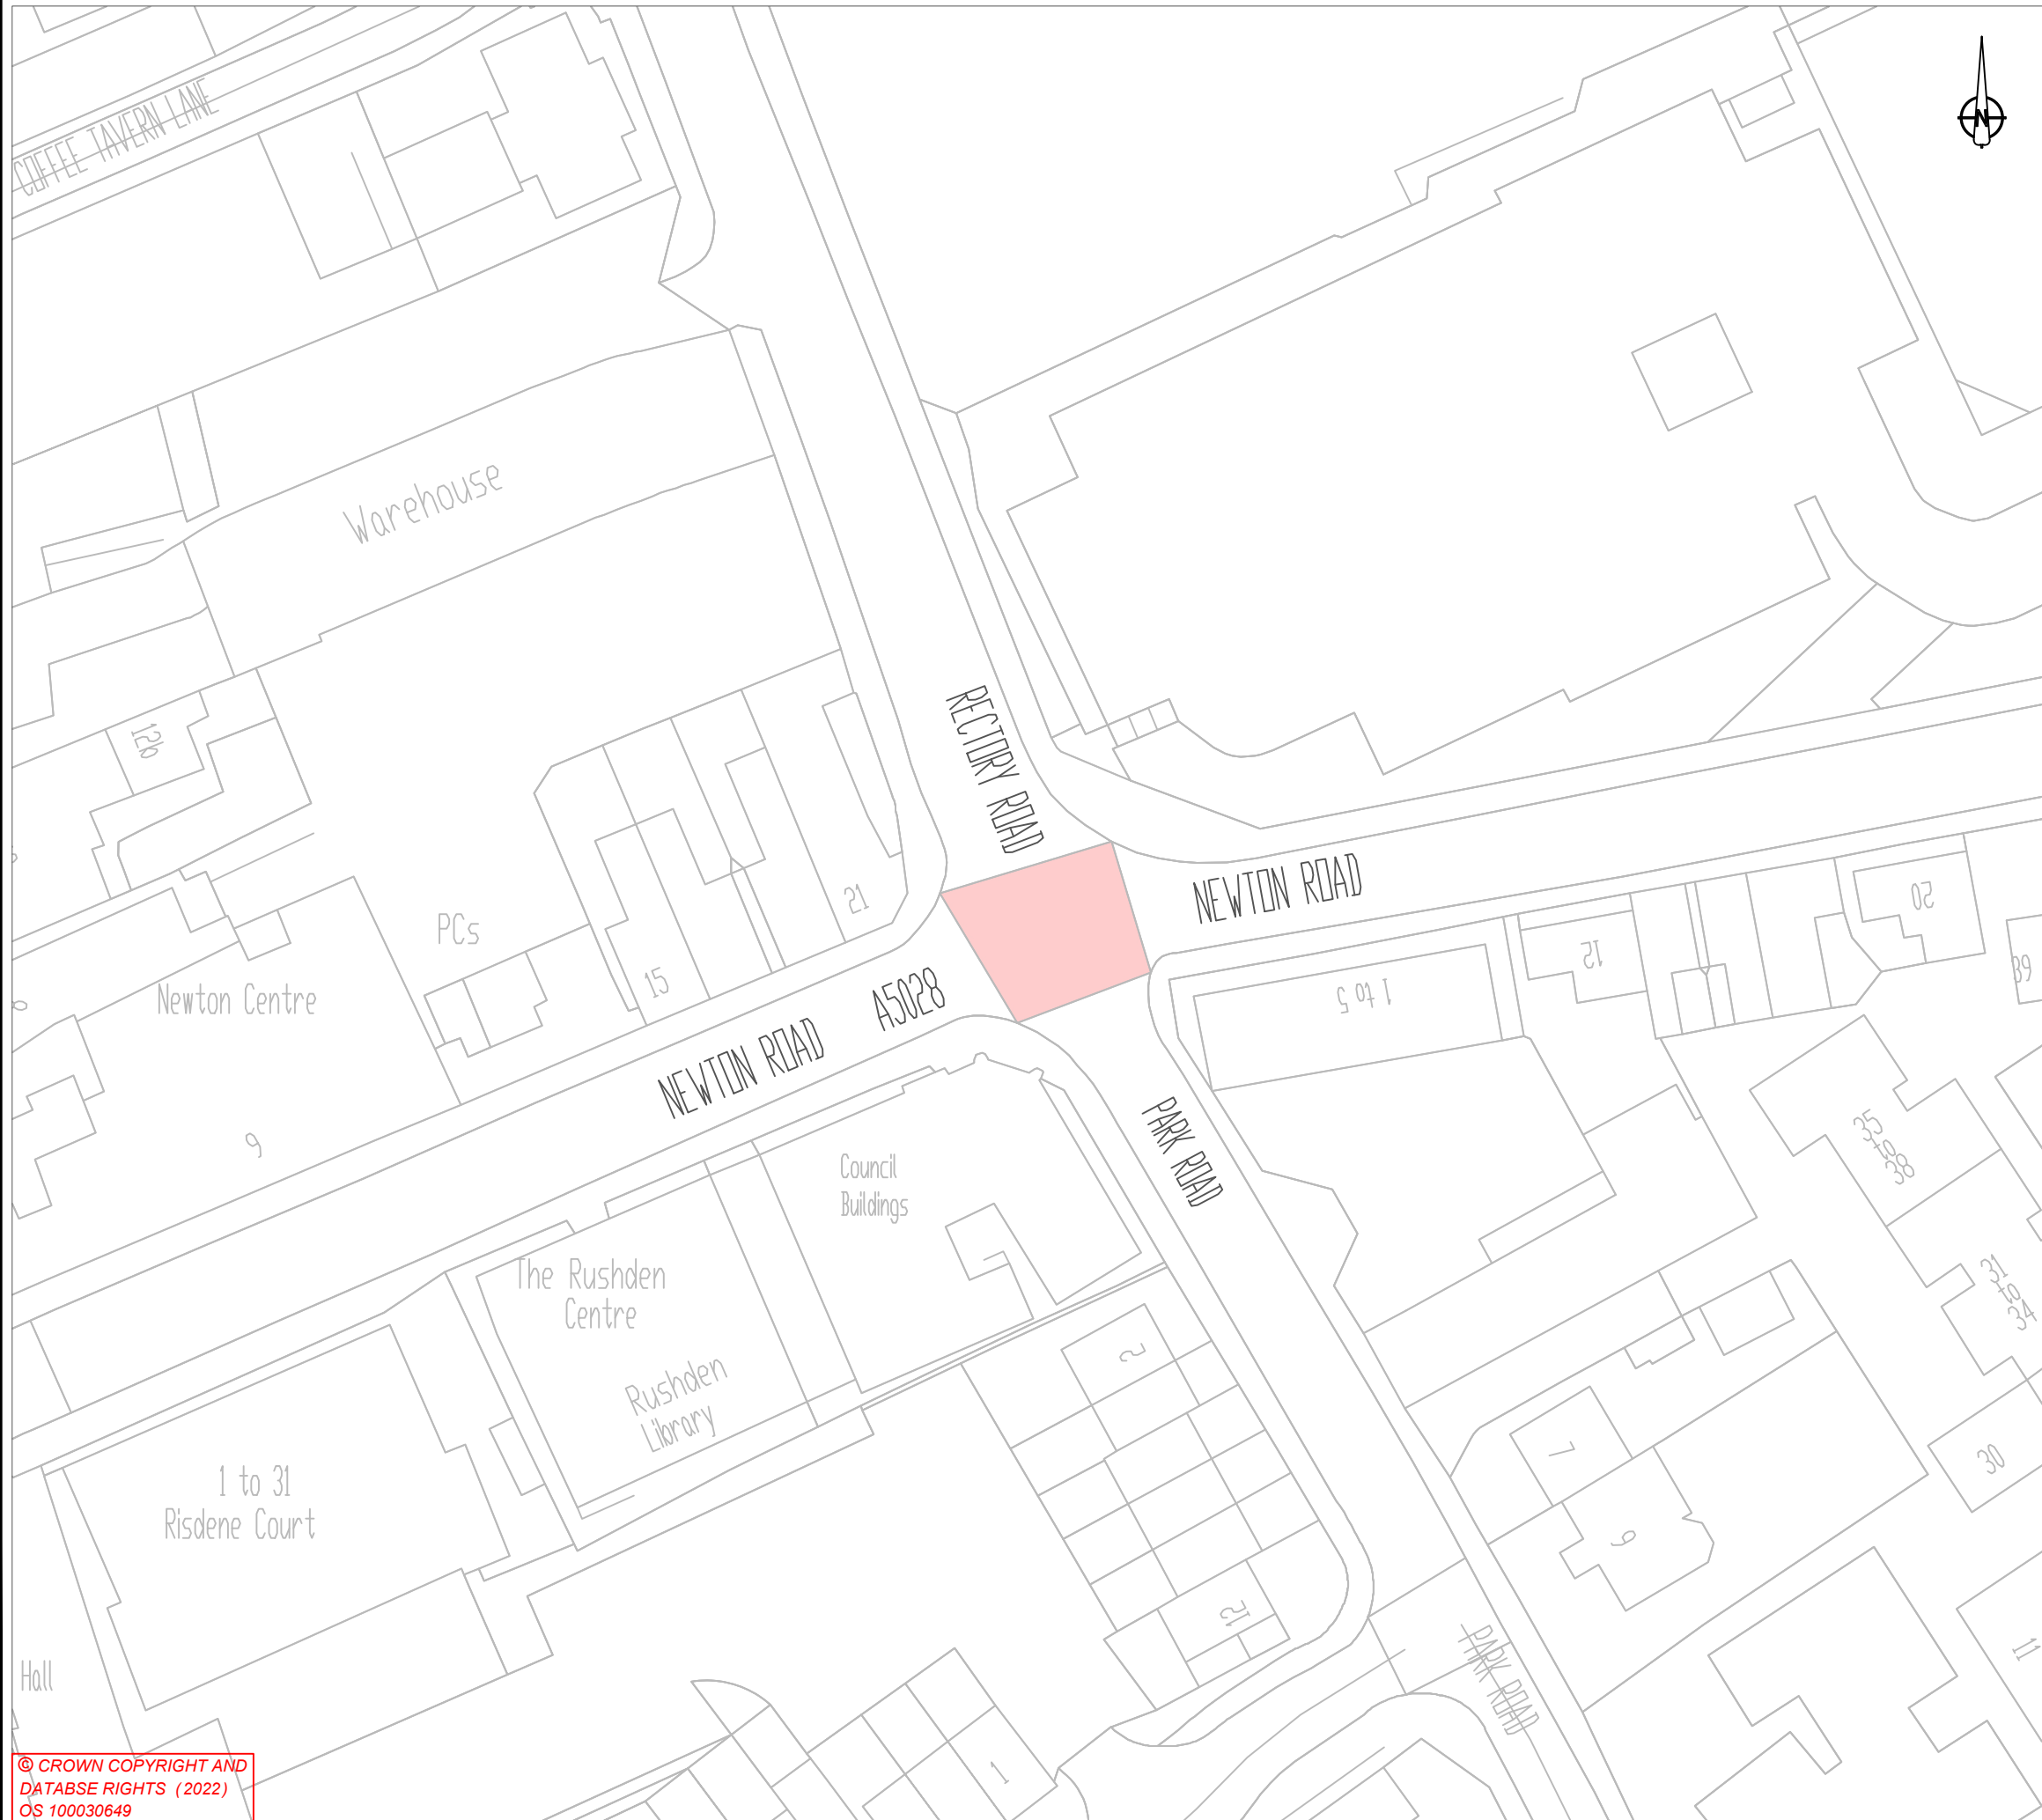 COFFEE TAVERN LANE
N
Warehouse
RECTORY ROAD
12b
PCs
21
15
NEWTON ROAD
20
15
39
1 to 5
A5028
NEWTON ROAD
Newton Centre
9
PARK ROAD
Council
Buildings
35
to
38
The Rushden
Centre
Rushden
Library
2
31
to
34
7
30
1 to 31
Risdene Court
9
12
Hall
PARK ROAD
11
1
© CROWN COPYRIGHT AND
DATABSE RIGHTS (2022)
OS 100030649